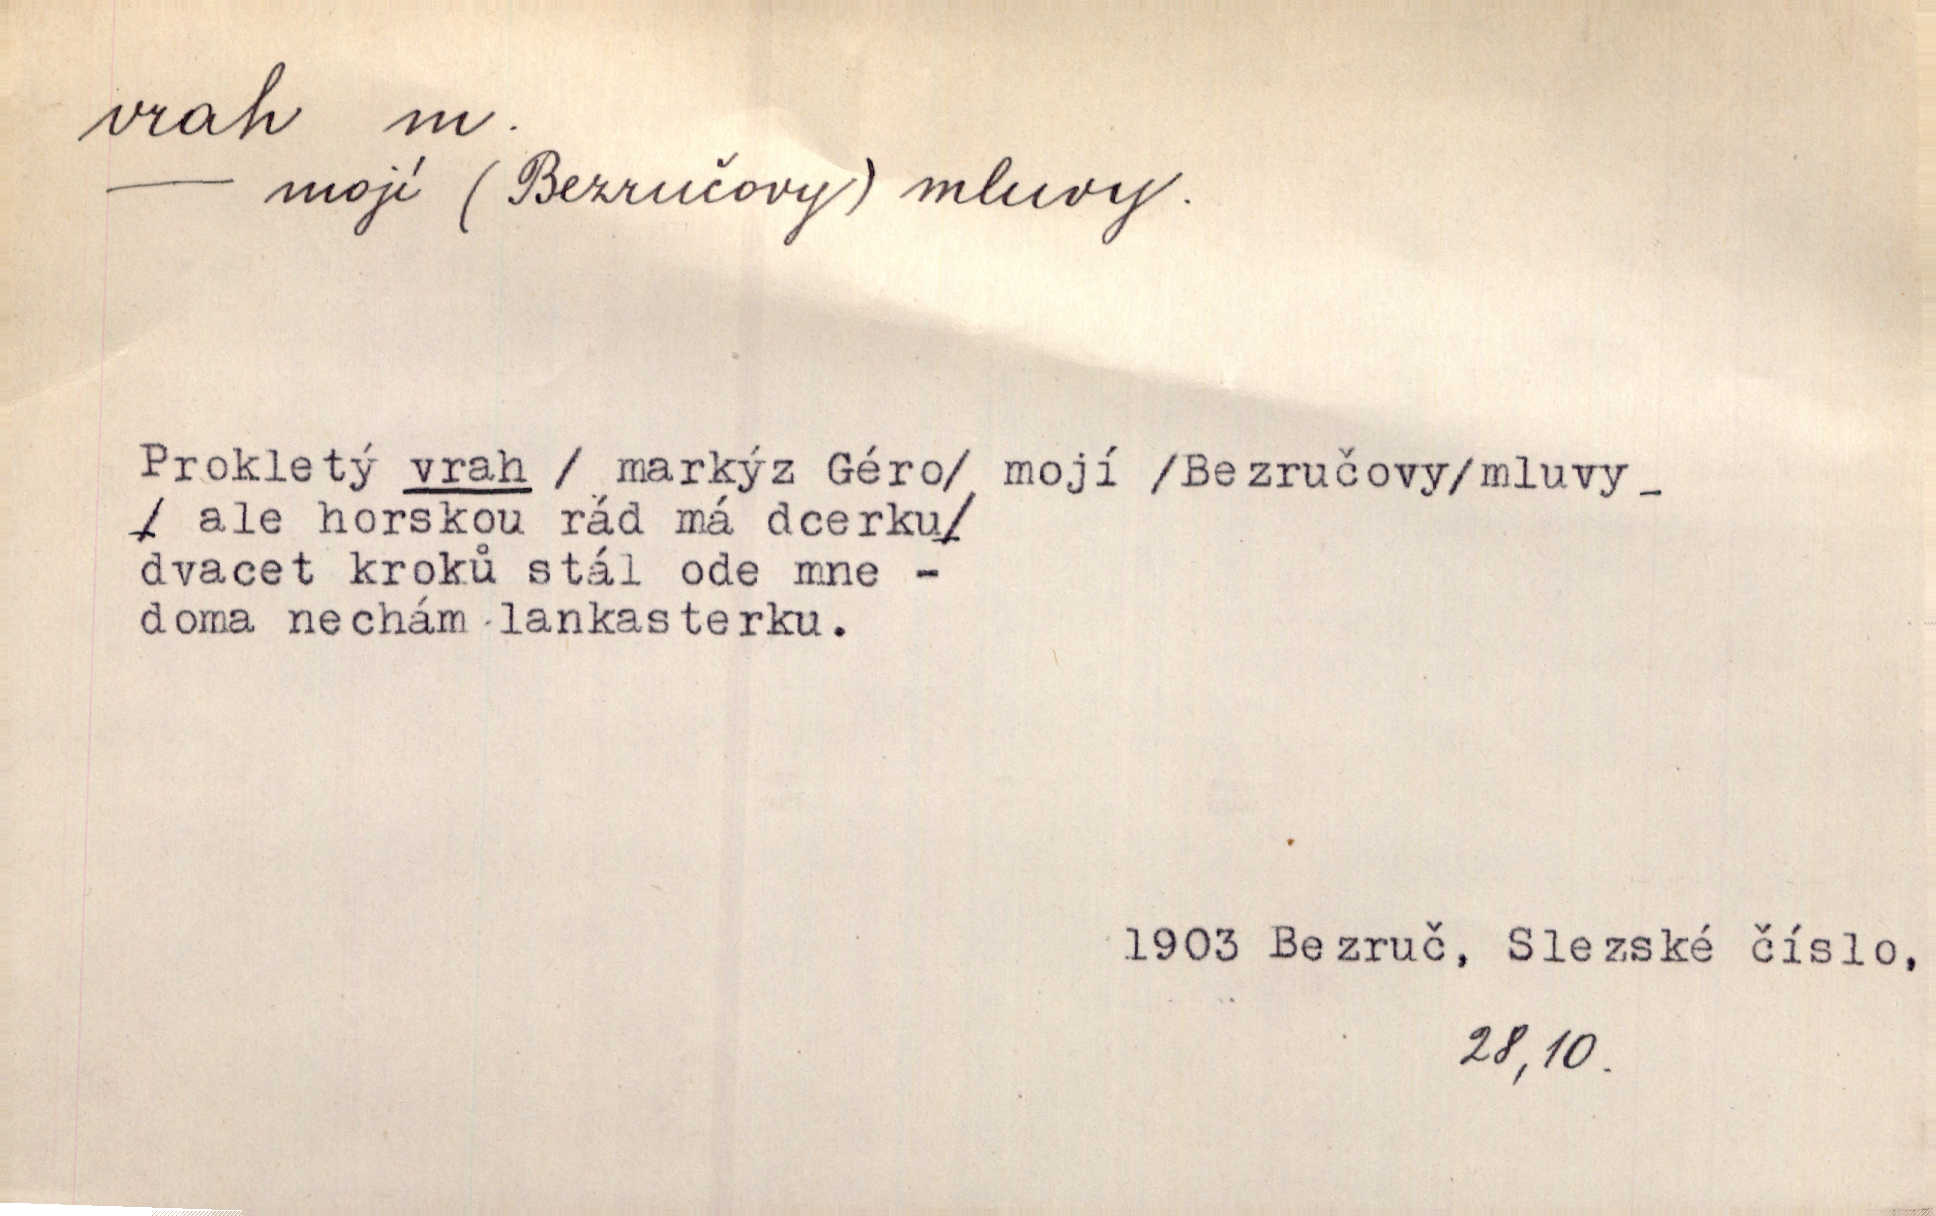 vrah m.
— mojí (Bezručovy) mluvy.
Prokletý vrah / markýz Géro/ mojí /Bezručovy/mluvy_
/ ale horskou rád má dcerku/
dvacet kroků stál ode mne -
doma nechám lankasterku.
1903 Bezruč, Slezské číslo,
28,10.